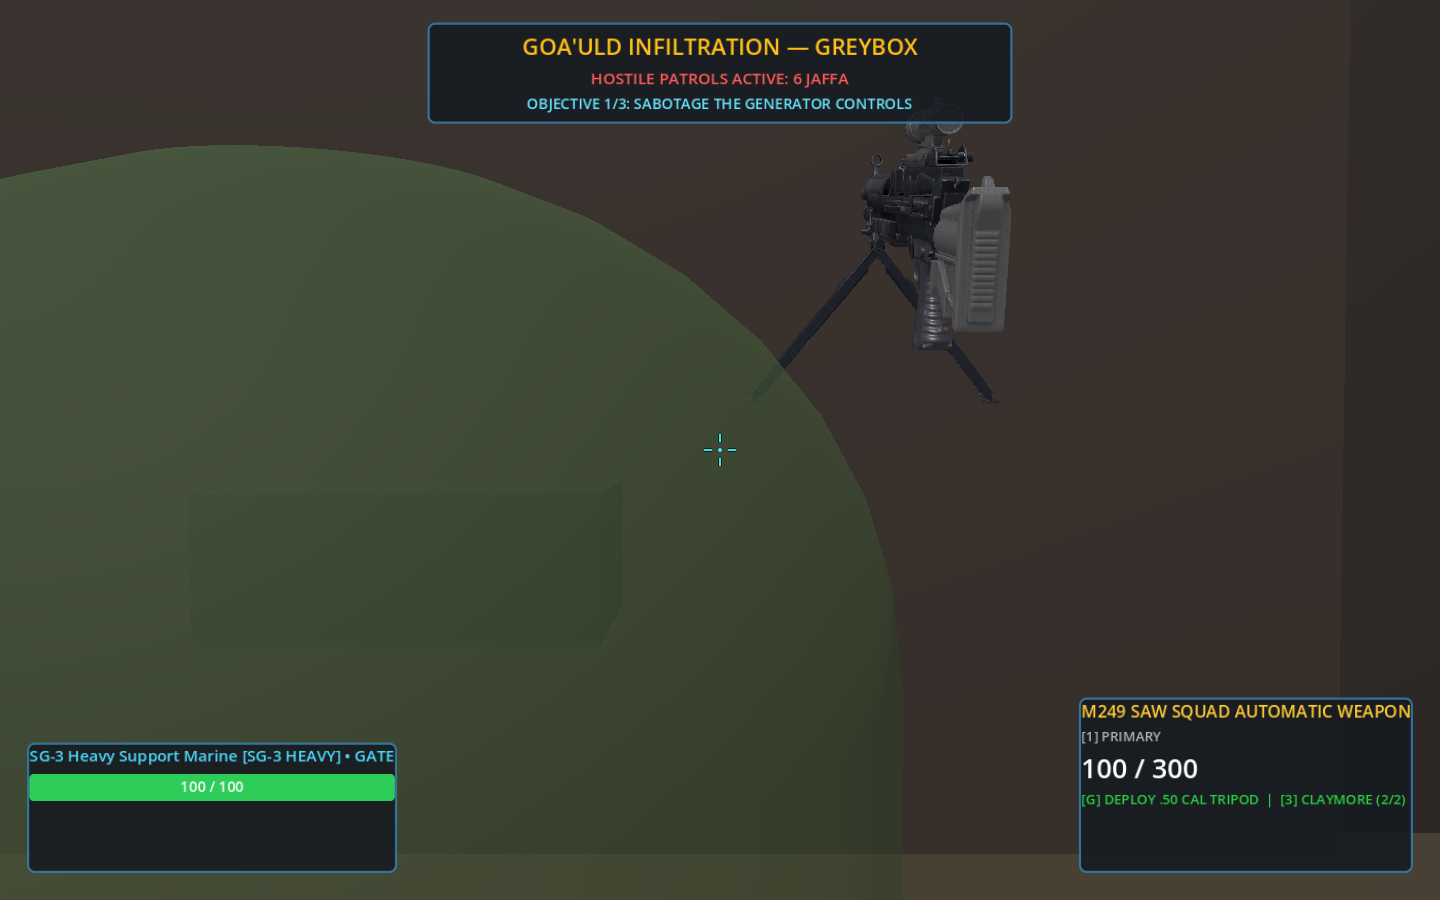 GOA'ULD INFILTRATION — GREYBOX
HOSTILE PATROLS ACTIVE: 6 JAFFA
OBJECTIVE 1/3: SABOTAGE THE GENERATOR CONTROLS
SG-3 Heavy Support Marine [SG-3 HEAVY] • GATE
100 / 100
M249 SAW SQUAD AUTOMATIC WEAPON
[1] PRIMARY
100 / 300
[G] DEPLOY .50 CAL TRIPOD | [3] CLAYMORE (2/2)